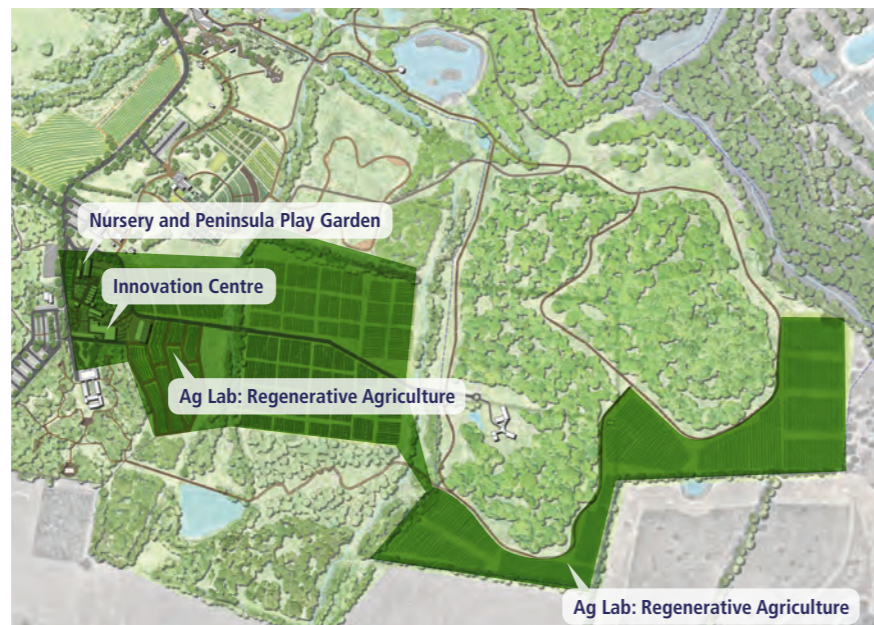 Nursery and Peninsula Play Garden
Innovation Centre
Ag Lab: Regenerative Agriculture
Ag Lab: Regenerative Agriculture